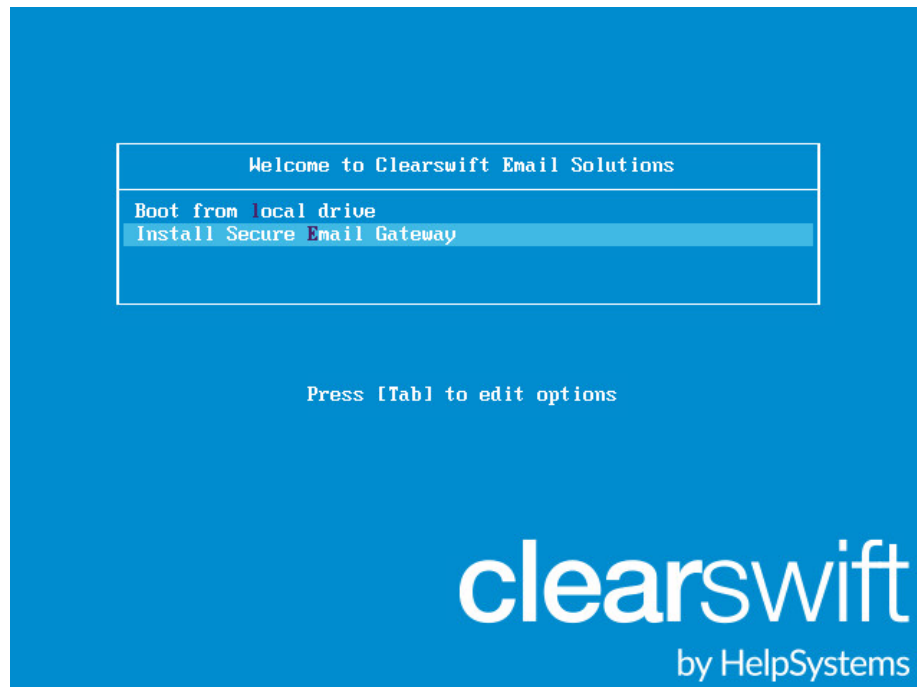 Welcome to Clearswift Email Solutions
Boot from local drive
Install Secure Email Gateway
Press [Tab] to edit options
clearswift
by HelpSystems